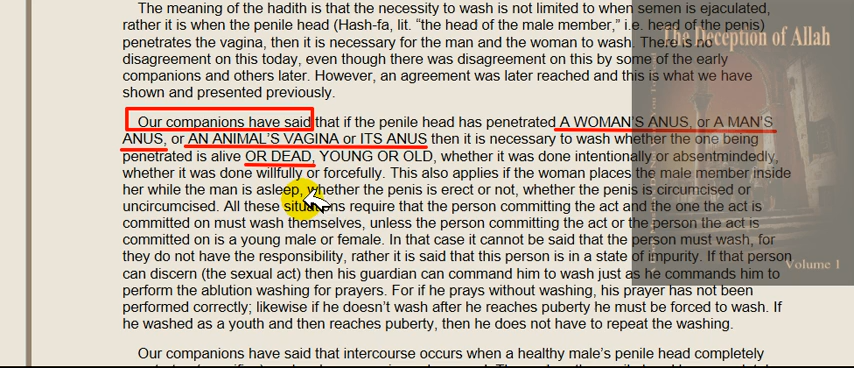 The meaning of the hadith is that the necessity to wash is not limited to when semen is ejaculated,
rather it is when the penile head (Hash-fa, lit. “the head of the male member,” i.e. head of the penis)
penetrates the vagina, then it is necessary for the man and the woman to wash. There is no
disagreement on this today, even though there was disagreement on this by some of the early
companions and others later. However, an agreement was later reached and this is what we have
shown and presented previously.
Our companions have said that if the penile head has penetrated A WOMAN'S ANUS, or A MAN'S
ANUS, or AN ANIMAL'S VAGINA or ITS ANUS then it is necessary to wash whether the one being
penetrated is alive OR DEAD, YOUNG OR OLD, whether it was done intentionally or absentmindedly,
whether it was done willfully or forcefully. This also applies if the woman places the male member inside
her while the man is asleep, whether the penis is erect or not, whether the penis is circumcised or
uncircumcised. All these situations require that the person committing the act and the one the act is
committed on must wash themselves, unless the person committing the act or the person the act is
committed on is a young male or female. In that case it cannot be said that the person must wash, for
they do not have the responsibility, rather it is said that this person is in a state of impurity. If that person
can discern (the sexual act) then his guardian can command him to wash just as he commands him to
perform the ablution washing for prayers. For if he prays without washing, his prayer has not been
performed correctly; likewise if he doesn't wash after he reaches puberty he must be forced to wash. If
he washed as a youth and then reaches puberty, then he does not have to repeat the washing.
Our companions have said that intercourse occurs when a healthy male's penile head completely
The Deception of Allah
Volume 1